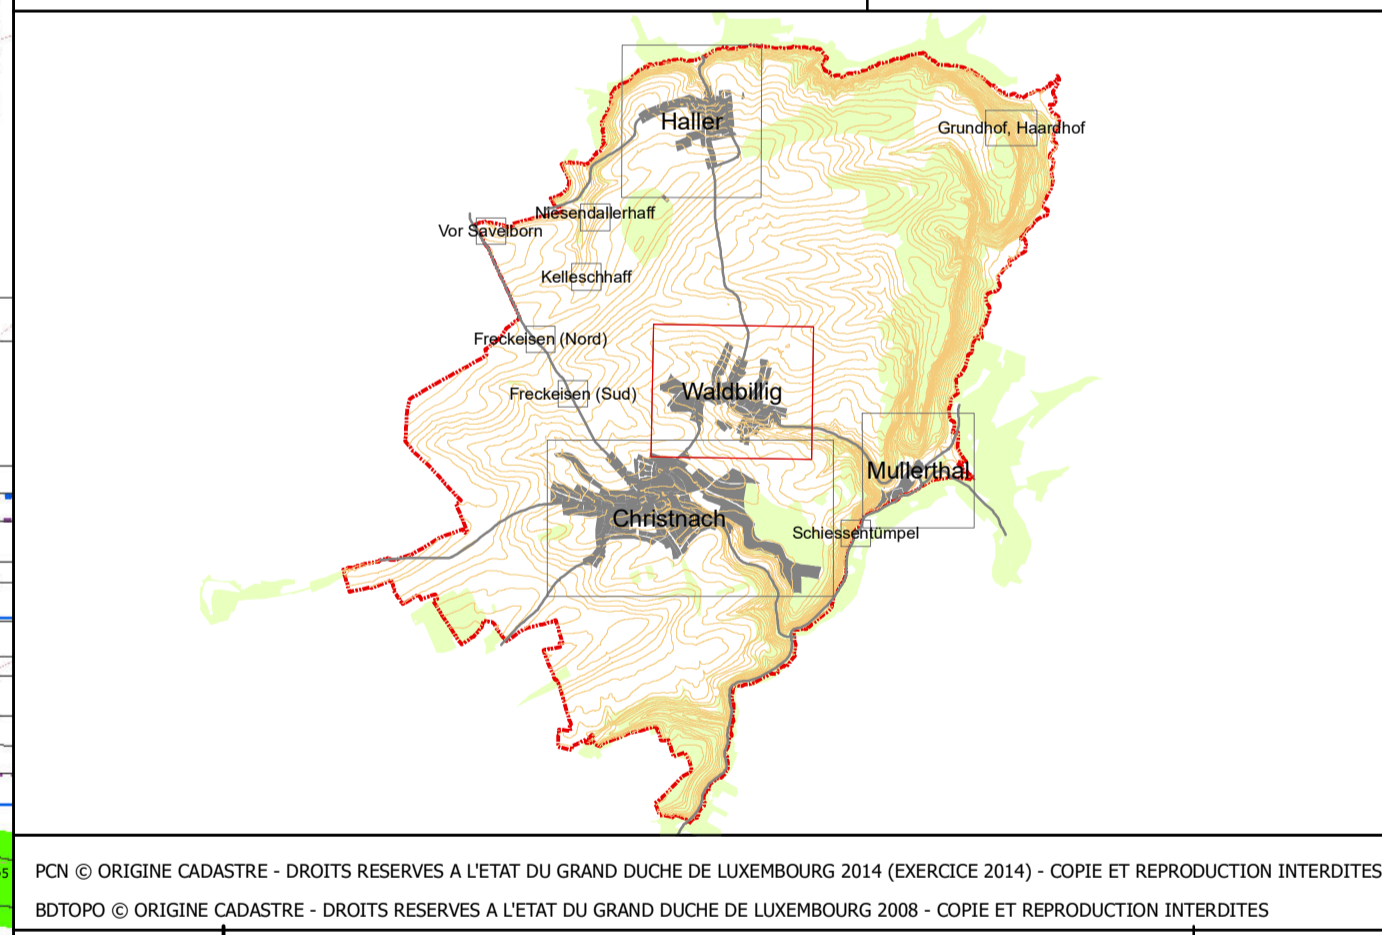 Haller
Grundhof, Haardhof
Niesendallerhaff
Vor Savelborn
Kelleschhaff
Freckeisen (Nord)
Freckeisen (Sud)
Waldbillig
Mullerthal
Christnach
Schiessentümpel
PCN © ORIGINE CADASTRE - DROITS RESERVES A L'ETAT DU GRAND DUCHE DE LUXEMBOURG 2014 (EXERCICE 2014) - COPIE ET REPRODUCTION INTERDITES
BDTOPO © ORIGINE CADASTRE - DROITS RESERVES A L'ETAT DU GRAND DUCHE DE LUXEMBOURG 2008 - COPIE ET REPRODUCTION INTERDITES